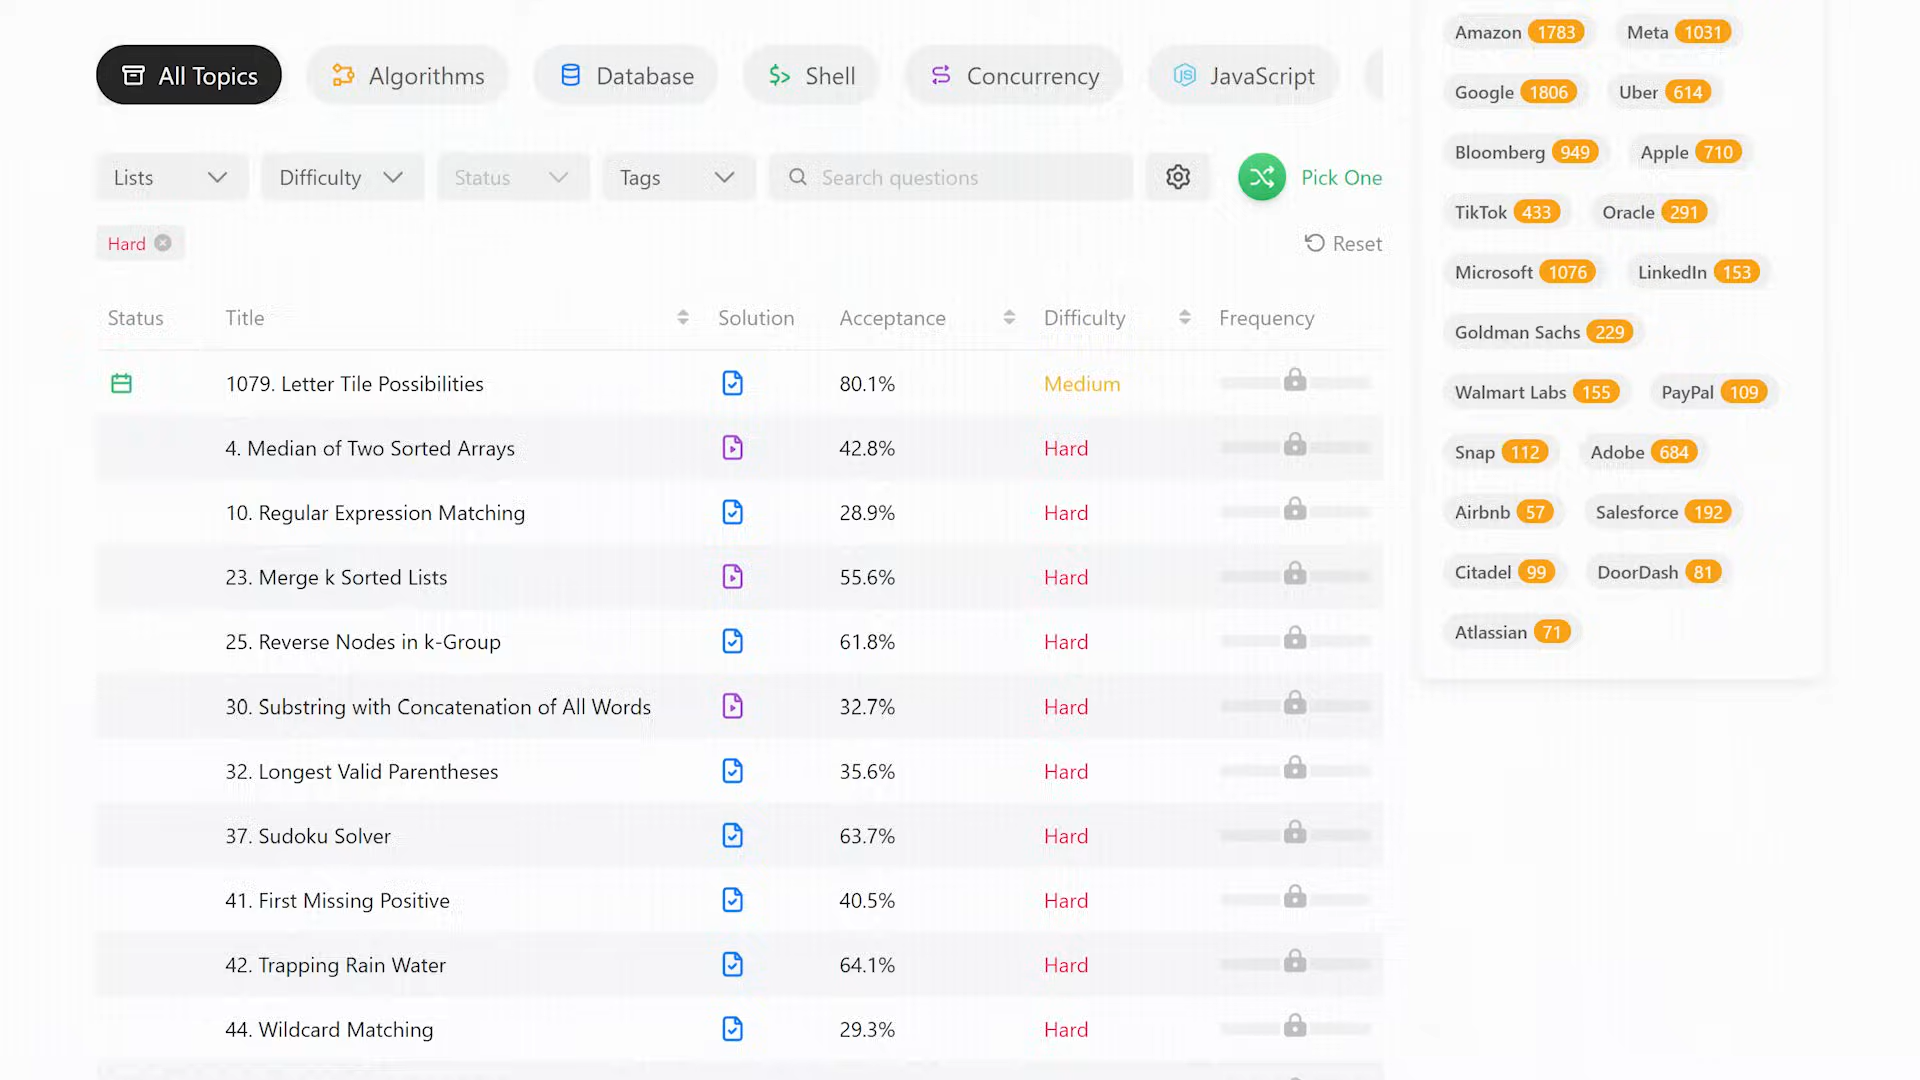 All Topics Algorithms Database Shell Concurrency JavaScript
Lists Difficulty Status Tags Search questions Pick One
Hard Reset
Status Title Solution Acceptance Difficulty Frequency
1079. Letter Tile Possibilities 80.1% Medium
4. Median of Two Sorted Arrays 42.8% Hard
10. Regular Expression Matching 28.9% Hard
23. Merge k Sorted Lists 55.6% Hard
25. Reverse Nodes in k-Group 61.8% Hard
30. Substring with Concatenation of All Words 32.7% Hard
32. Longest Valid Parentheses 35.6% Hard
37. Sudoku Solver 63.7% Hard
41. First Missing Positive 40.5% Hard
42. Trapping Rain Water 64.1% Hard
44. Wildcard Matching 29.3% Hard
Amazon 1783 Meta 1031
Google 1806 Uber 614
Bloomberg 949 Apple 710
TikTok 433 Oracle 291
Microsoft 1076 LinkedIn 153
Goldman Sachs 229
Walmart Labs 155 PayPal 109
Snap 112 Adobe 684
Airbnb 57 Salesforce 192
Citadel 99 DoorDash 81
Atlassian 71